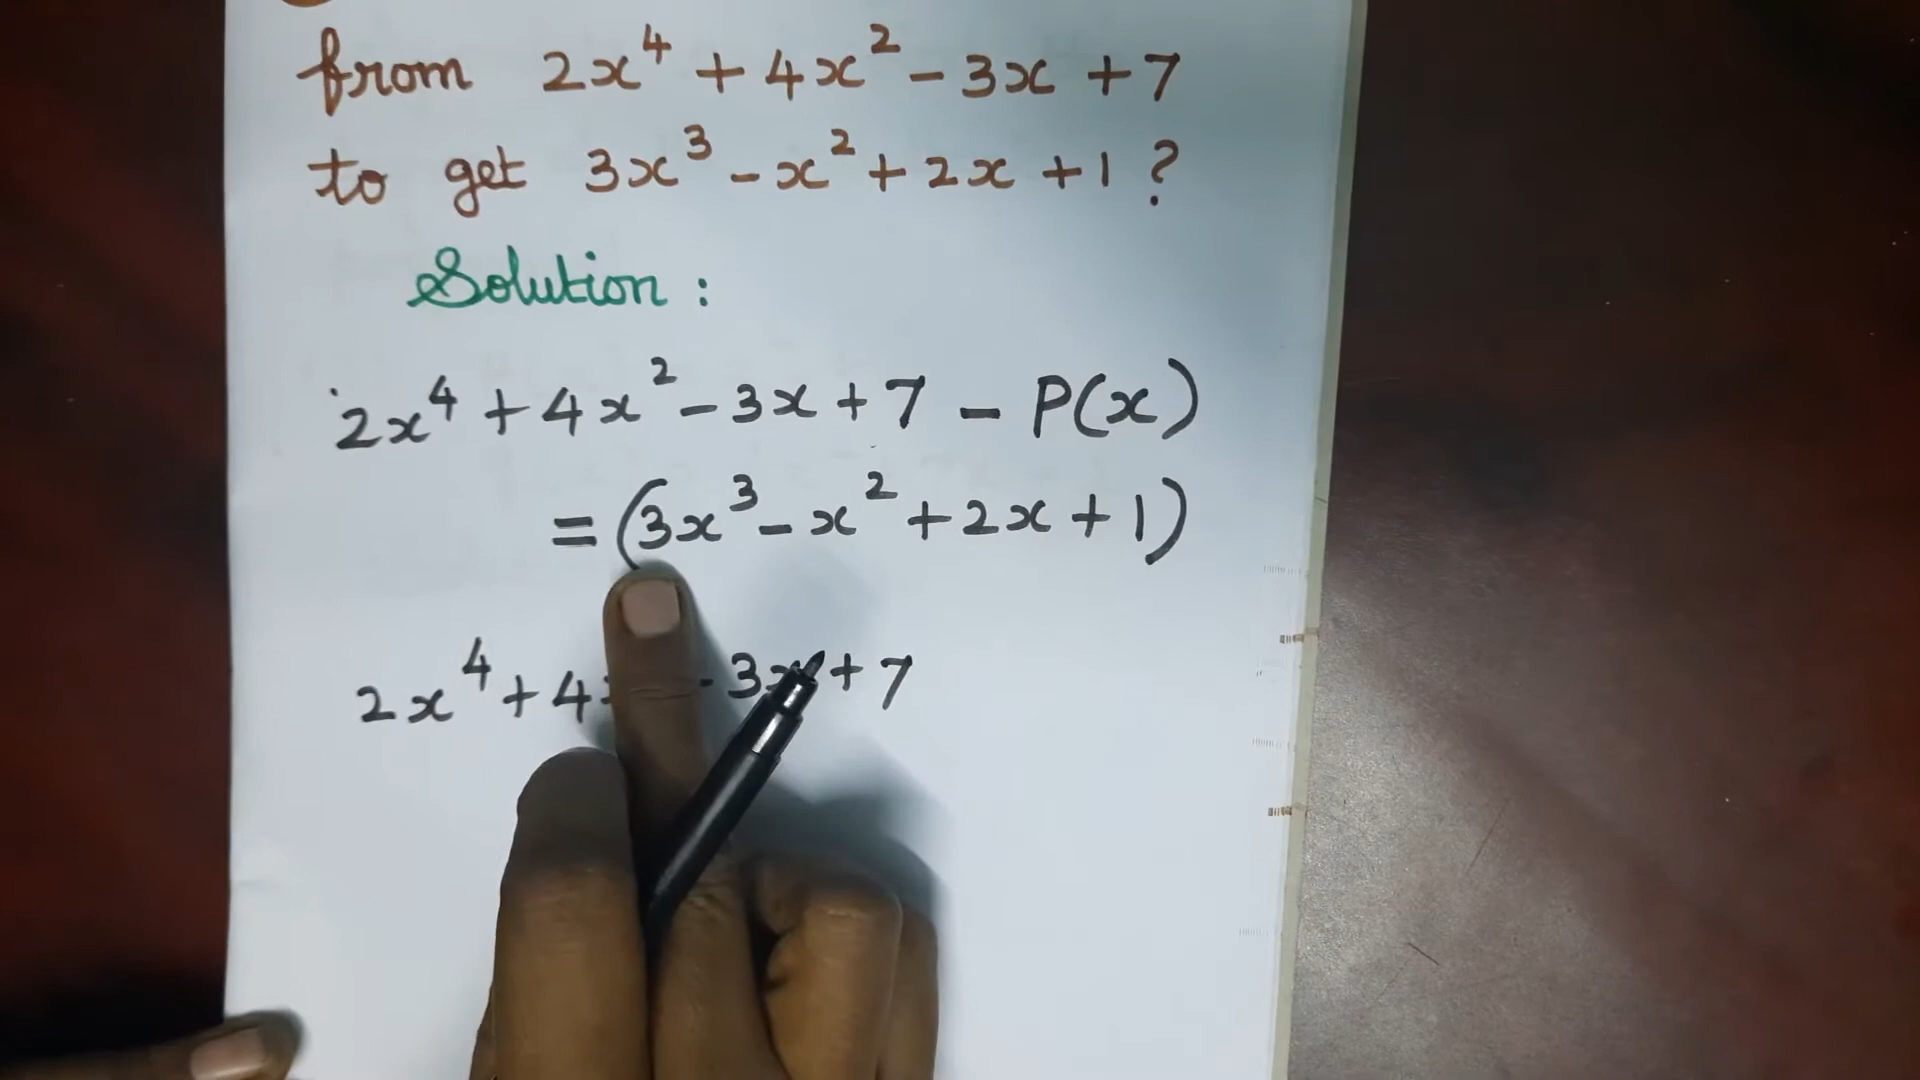 from 2x⁴ + 4x² - 3x + 7
to get 3x³ - x² + 2x + 1 ?
Solution :
2x⁴ + 4x² - 3x + 7 - P(x)
= (3x³ - x² + 2x + 1)
2x⁴ + 4 - 3x + 7